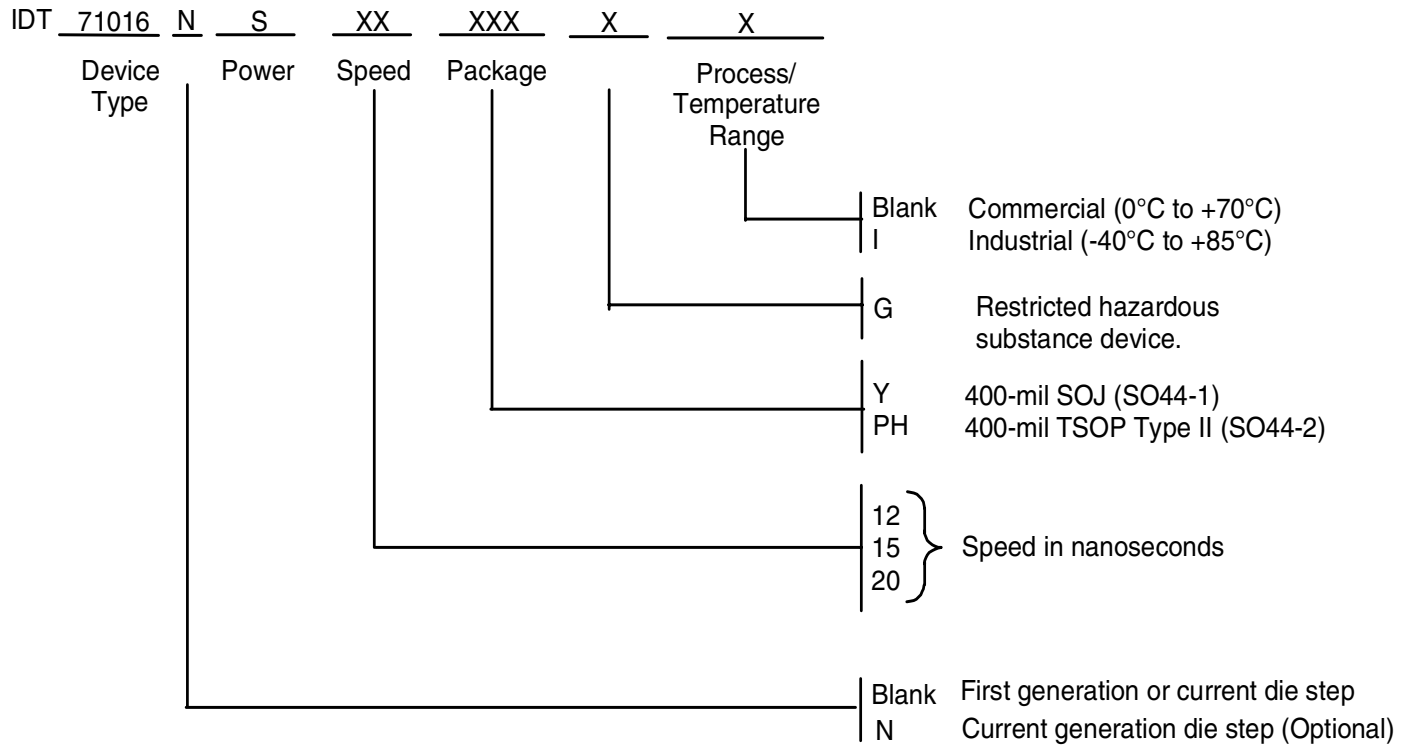 IDT 71016 N S XX XXX X X
Device Type Power Speed Package Process/ Temperature Range
Blank Commercial (0°C to +70°C)
I Industrial (-40°C to +85°C)
G Restricted hazardous
substance device.
Y 400-mil SOJ (SO44-1)
PH 400-mil TSOP Type II (SO44-2)
12
15 Speed in nanoseconds
20
Blank First generation or current die step
N Current generation die step (Optional)